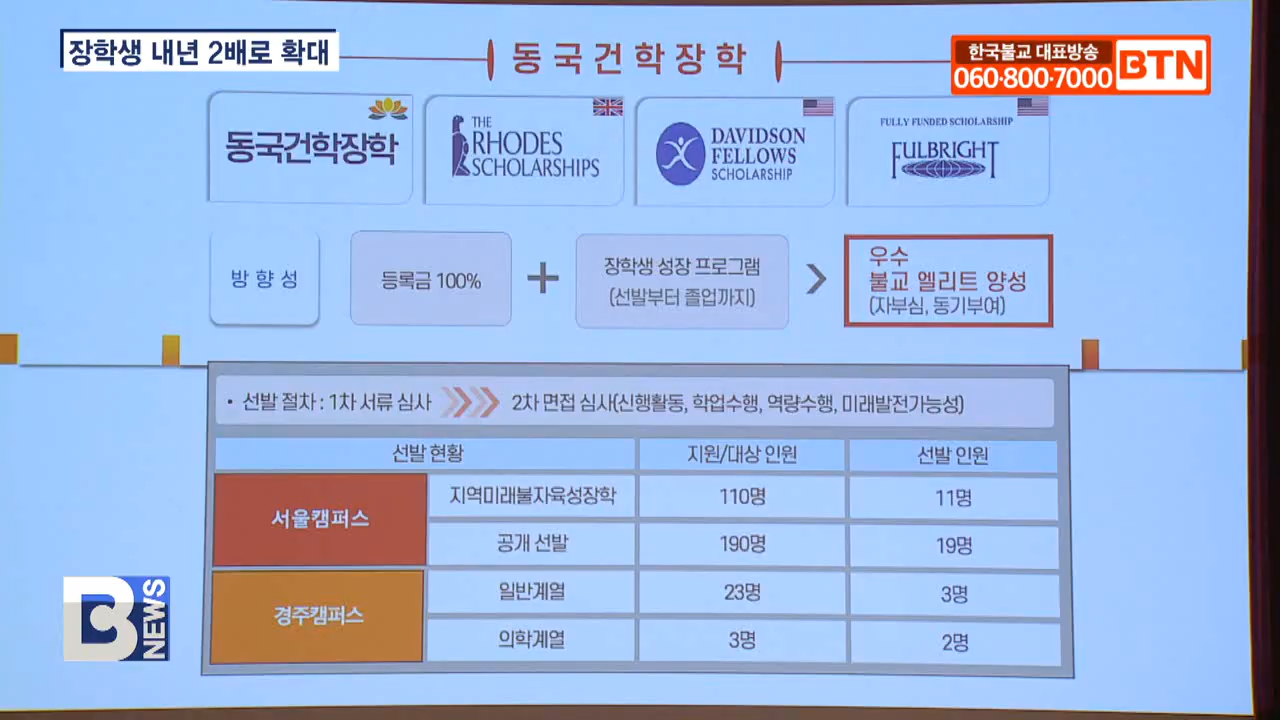 장학생 내년 2배로 확대
동국건학장학
한국불교 대표방송
060·800·7000
BTN
동국건학장학
THE
RHODES
SCHOLARSHIPS
DAVIDSON
FELLOWS
SCHOLARSHIP
FULLY FUNDED SCHOLARSHIP
FULBRIGHT
방향성
등록금 100%
+
장학생 성장 프로그램
(선발부터 졸업까지)
우수
불교 엘리트 양성
(자부심, 동기부여)
• 선발 절차 : 1차 서류 심사 2차 면접 심사(신행활동, 학업수행, 역량수행, 미래발전가능성)
선발 현황 지원/대상 인원 선발 인원
서울캠퍼스
지역미래불자육성장학 110명 11명
공개 선발 190명 19명
경주캠퍼스
일반계열 23명 3명
의학계열 3명 2명
BC NEWS